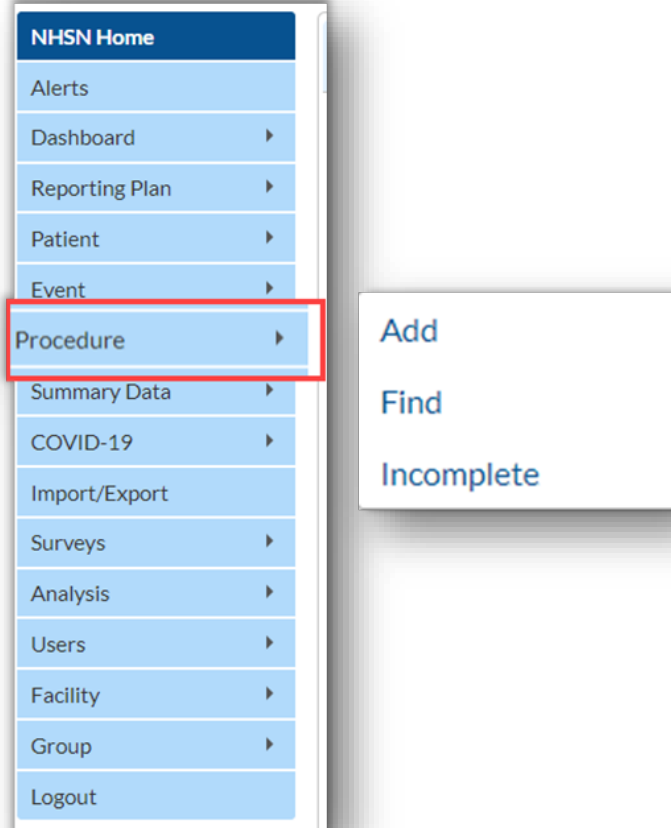 NHSN Home
Alerts
Dashboard
Reporting Plan
Patient
Event
Procedure
Summary Data
COVID-19
Import/Export
Surveys
Analysis
Users
Facility
Group
Logout
Add
Find
Incomplete